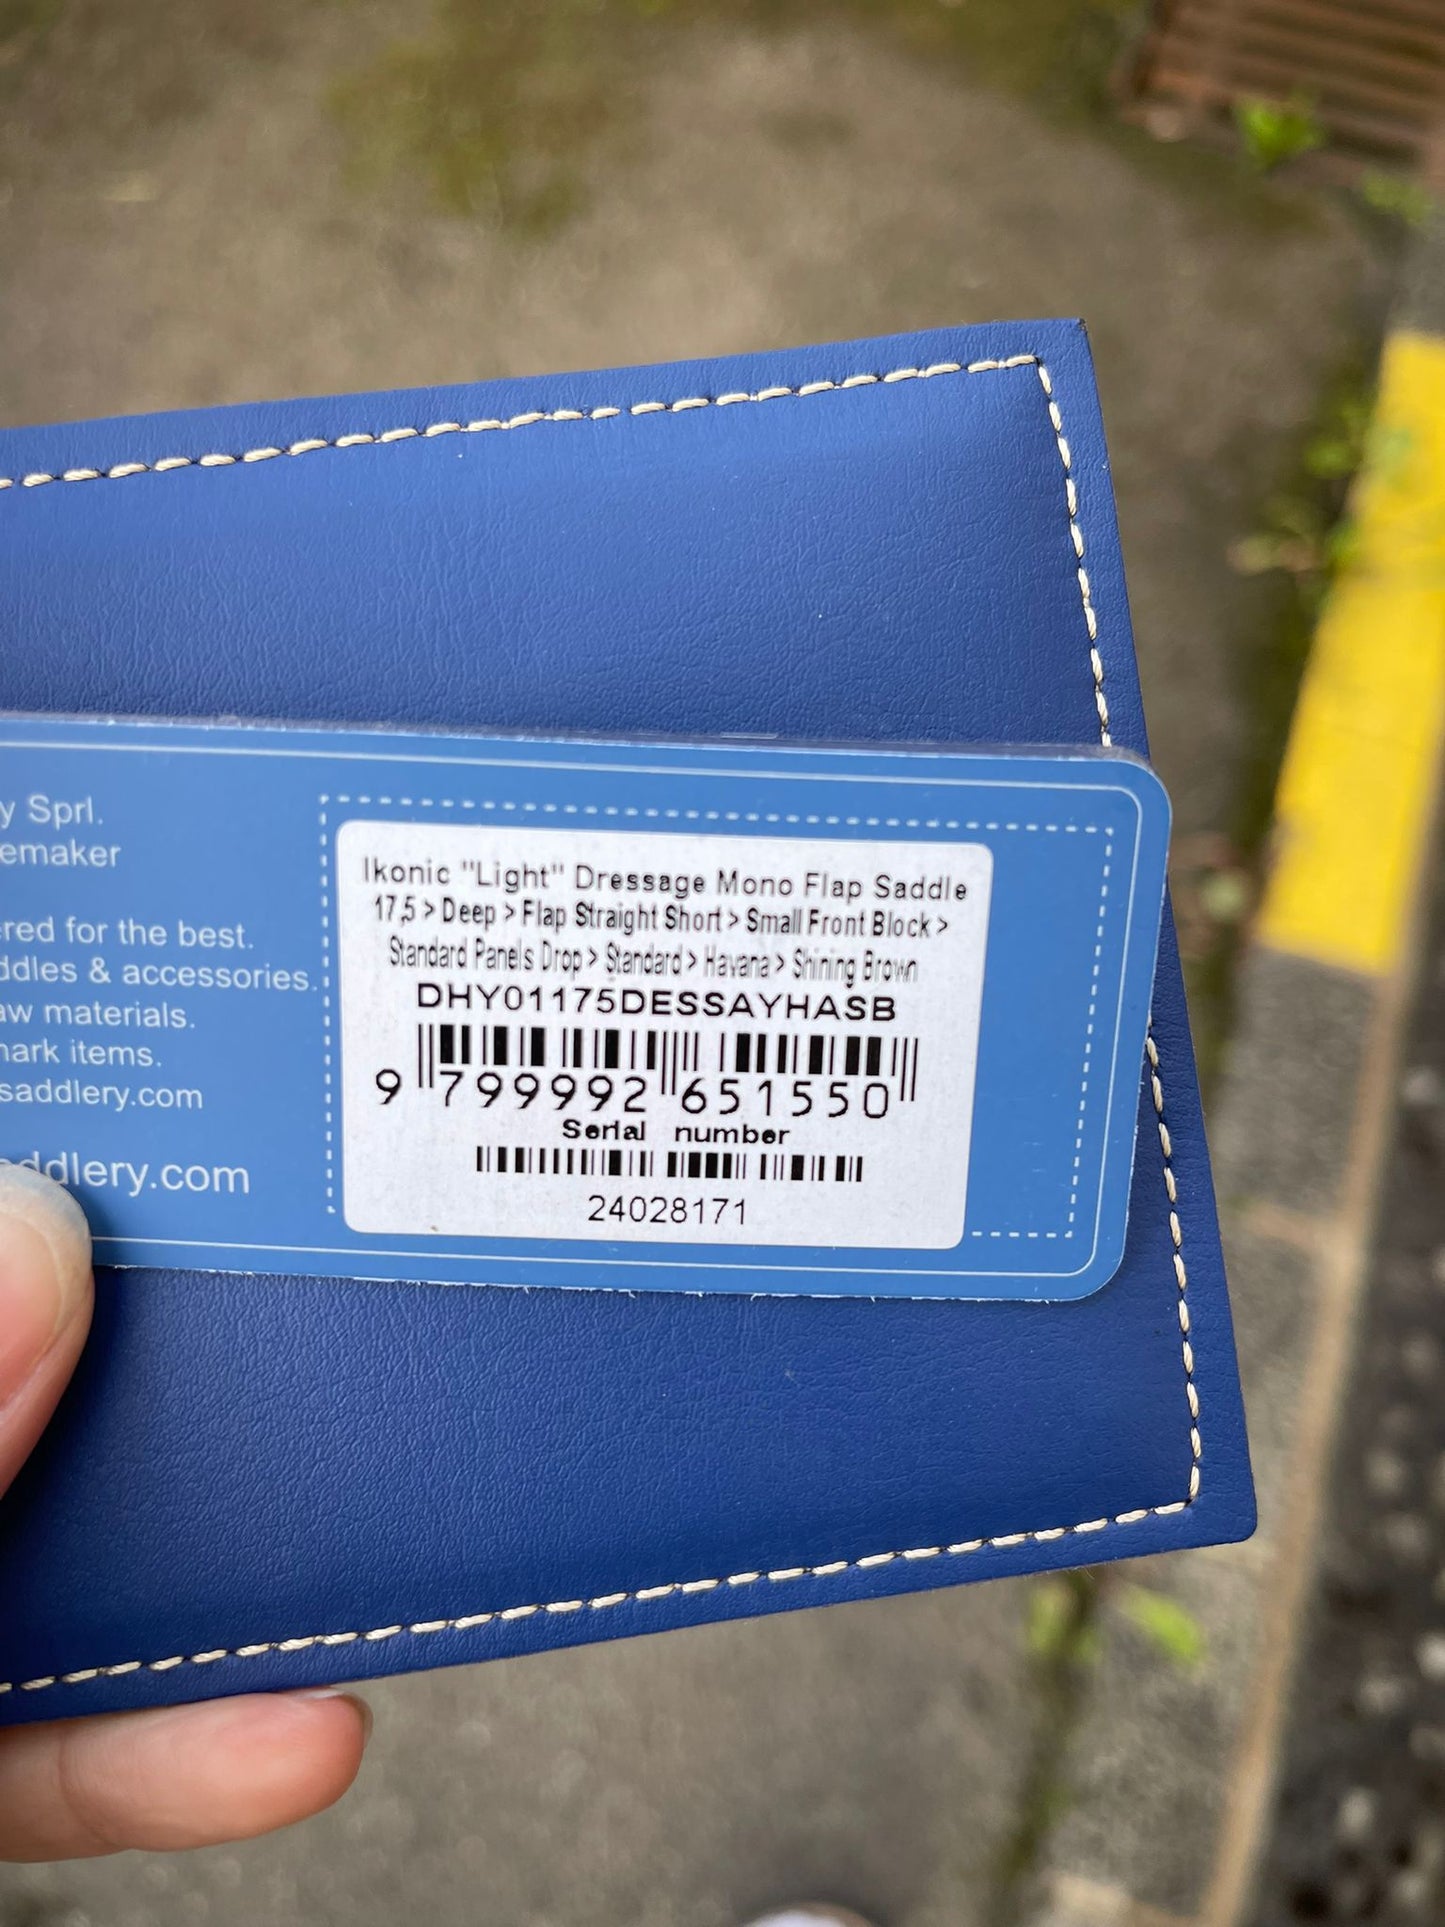 y Sprl.
emaker
ered for the best.
ddles & accessories.
aw materials.
mark items.
saddlery.com
addlery.com
Ikonic "Light" Dressage Mono Flap Saddle
17,5 > Deep > Flap Straight Short > Small Front Block >
Standard Panels Drop > Standard > Havana > Shining Brown
DHY01175DESSAYHASB
9 799992 651550
Serial number
24028171